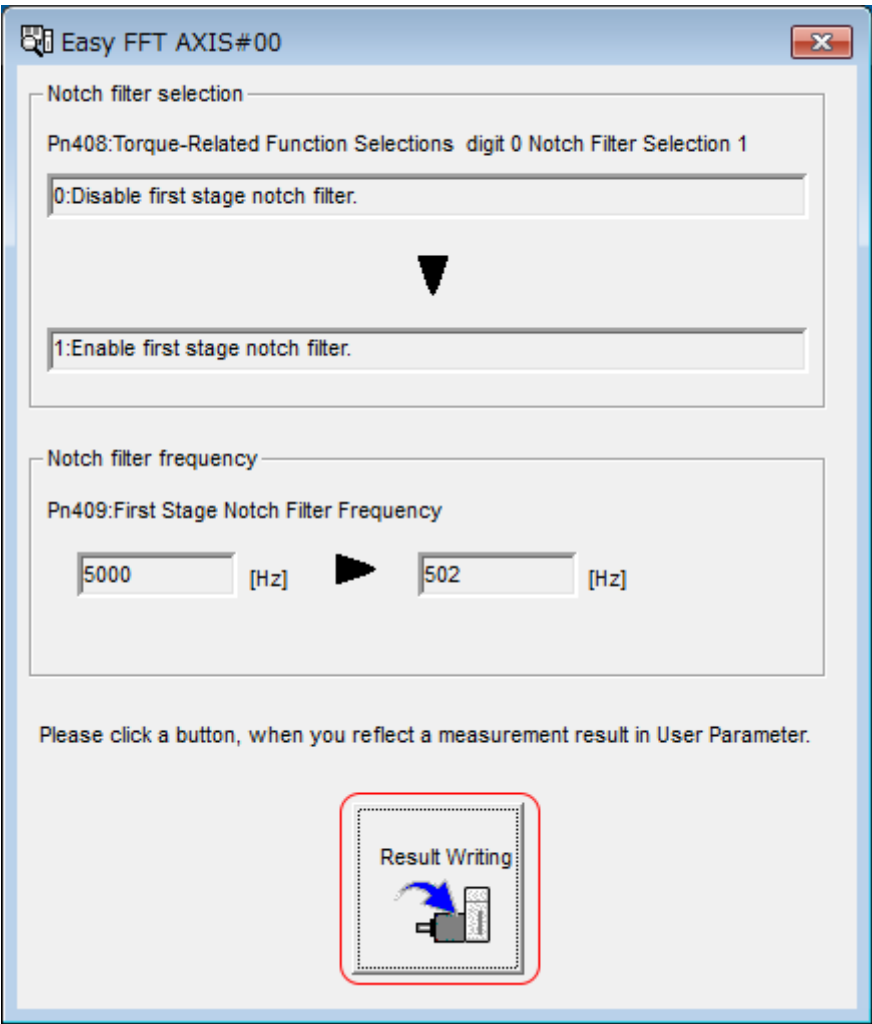 Easy FFT AXIS#00
Notch filter selection
Pn408:Torque-Related Function Selections  digit 0 Notch Filter Selection 1
0:Disable first stage notch filter.
1:Enable first stage notch filter.
Notch filter frequency
Pn409:First Stage Notch Filter Frequency
5000 [Hz] 502 [Hz]
Please click a button, when you reflect a measurement result in User Parameter.
Result Writing